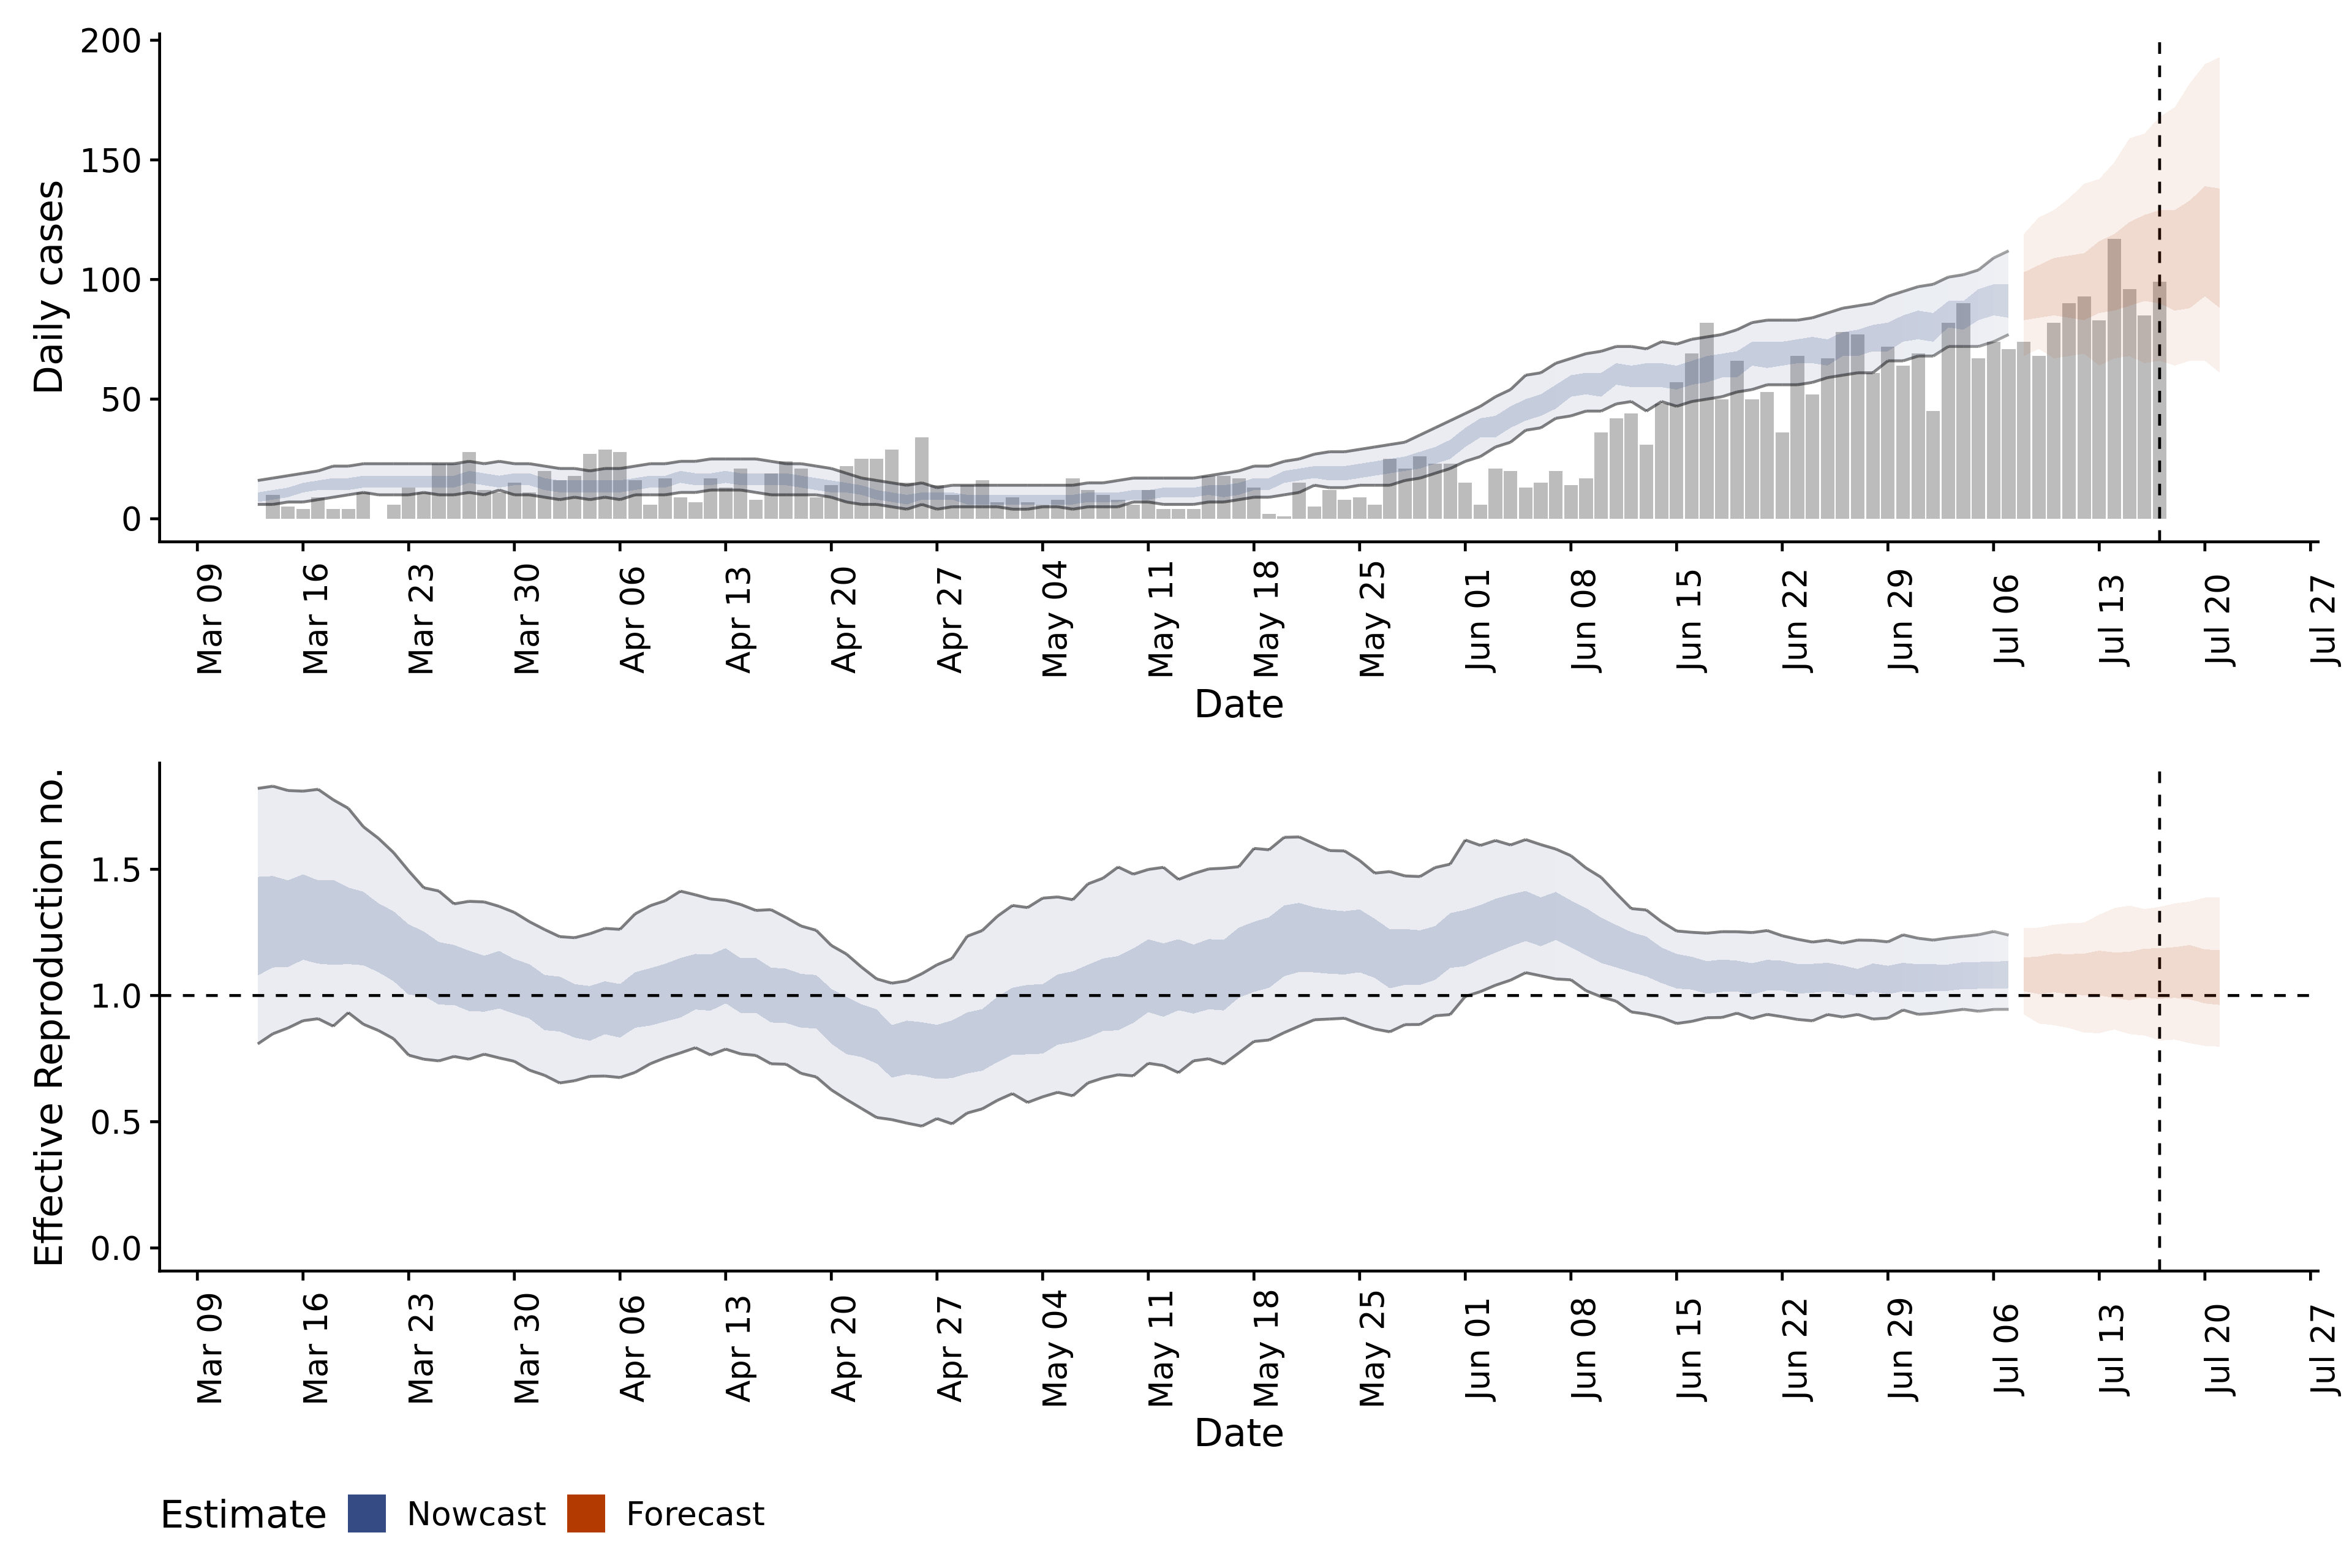 200
150
100
50
0
Daily cases
Mar 09 Mar 16 Mar 23 Mar 30 Apr 06 Apr 13 Apr 20 Apr 27 May 04 May 11 May 18 May 25 Jun 01 Jun 08 Jun 15 Jun 22 Jun 29 Jul 06 Jul 13 Jul 20 Jul 27
Date
1.5
1.0
0.5
0.0
Effective Reproduction no.
Mar 09 Mar 16 Mar 23 Mar 30 Apr 06 Apr 13 Apr 20 Apr 27 May 04 May 11 May 18 May 25 Jun 01 Jun 08 Jun 15 Jun 22 Jun 29 Jul 06 Jul 13 Jul 20 Jul 27
Date
Estimate Nowcast Forecast